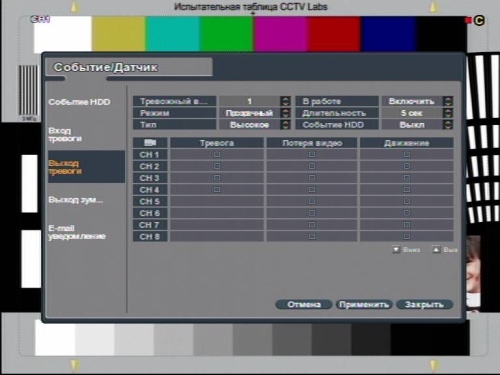 Испытательная таблица CCTV Labs
C
Событие/Датчик
Событие HDD
Вход
тревоги
Выход
тревоги
Выход зум...
E-mail
уведомление
Тревожный в... 1 В работе Включить
Режим Прозрачный Длительность 5 сек
Тип Высокое Событие HDD Выкл
Тревога Потеря видео Движение
CH 1
CH 2
CH 3
CH 4
CH 5
CH 6
CH 7
CH 8
Отмена Применить Закрыть